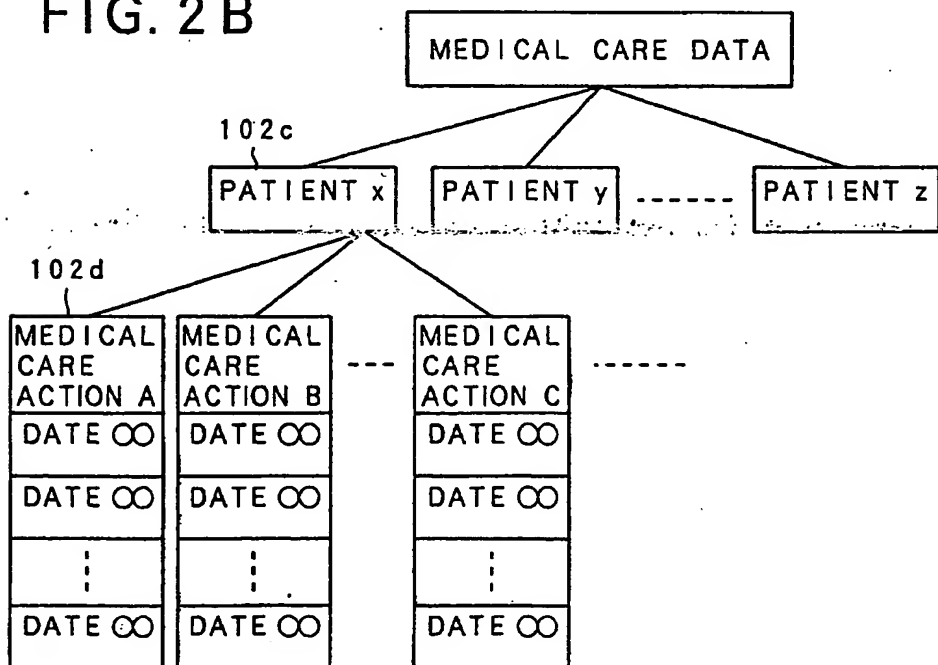 FIG. 2B
MEDICAL CARE DATA
102c
PATIENT x
PATIENT y
PATIENT z
102d
MEDICAL
CARE
ACTION A
DATE ○○
DATE ○○
DATE ○○
MEDICAL
CARE
ACTION B
DATE ○○
DATE ○○
DATE ○○
MEDICAL
CARE
ACTION C
DATE ○○
DATE ○○
DATE ○○